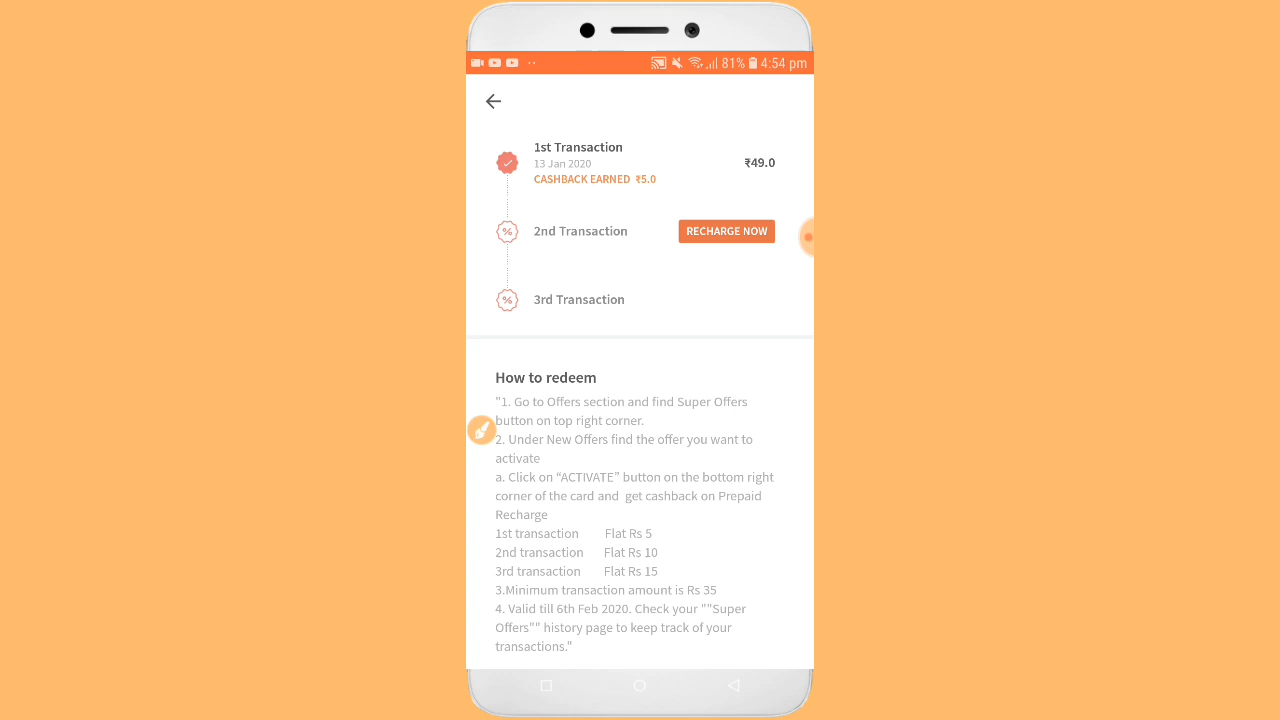 81% 4:54 pm
1st Transaction
13 Jan 2020
₹49.0
CASHBACK EARNED ₹5.0
% 2nd Transaction RECHARGE NOW
% 3rd Transaction
How to redeem
"1. Go to Offers section and find Super Offers
button on top right corner.
2. Under New Offers find the offer you want to
activate
a. Click on “ACTIVATE” button on the bottom right
corner of the card and get cashback on Prepaid
Recharge
1st transaction Flat Rs 5
2nd transaction Flat Rs 10
3rd transaction Flat Rs 15
3.Minimum transaction amount is Rs 35
4. Valid till 6th Feb 2020. Check your ""Super
Offers"" history page to keep track of your
transactions."